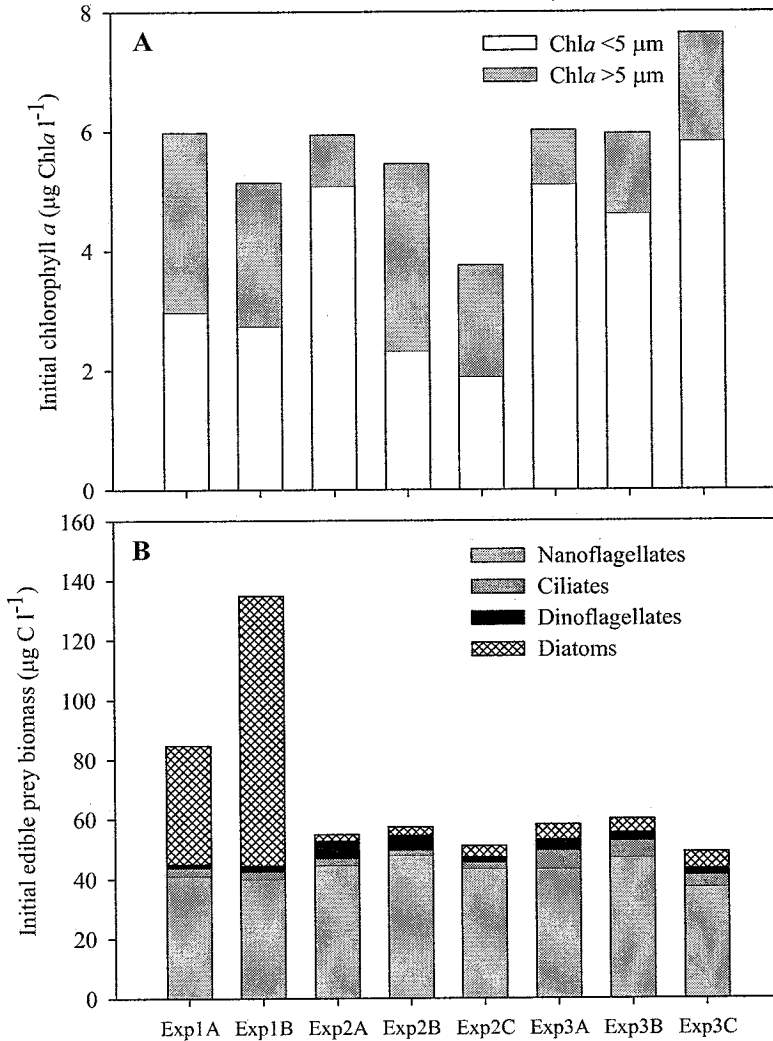 8
A
Chla <5 μm
Chla >5 μm
6
4
2
0
Initial chlorophyll a (μg Chla l⁻¹)
160
B
Nanoflagellates
Ciliates
Dinoflagellates
Diatoms
140
120
100
80
60
40
20
0
Initial edible prey biomass (μg C l⁻¹)
Exp1A Exp1B Exp2A Exp2B Exp2C Exp3A Exp3B Exp3C